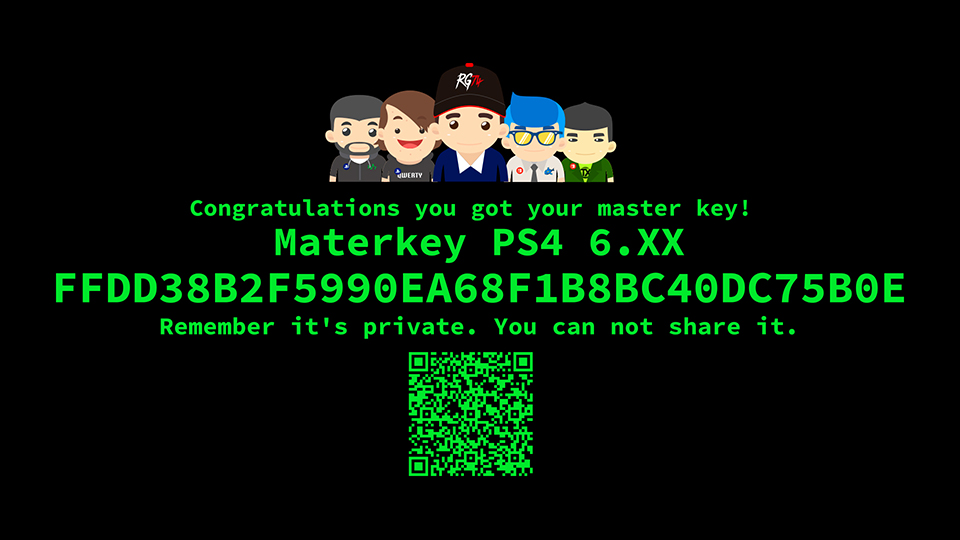 RGTV
QWERTY
Congratulations you got your master key!
Materkey PS4 6.XX
FFDD38B2F5990EA68F1B8BC40DC75B0E
Remember it's private. You can not share it.